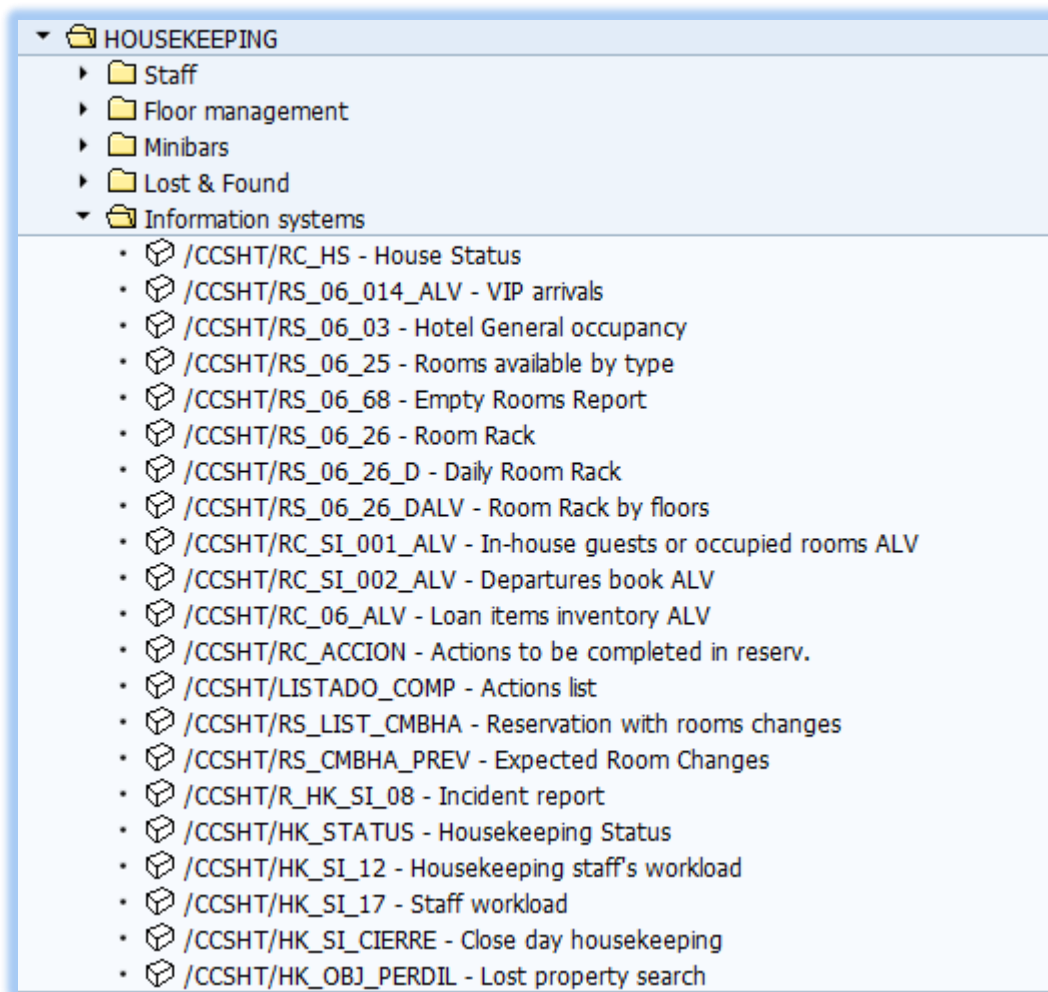 HOUSEKEEPING
Staff
Floor management
Minibars
Lost & Found
Information systems
/CCSHT/RC_HS - House Status
/CCSHT/RS_06_014_ALV - VIP arrivals
/CCSHT/RS_06_03 - Hotel General occupancy
/CCSHT/RS_06_25 - Rooms available by type
/CCSHT/RS_06_68 - Empty Rooms Report
/CCSHT/RS_06_26 - Room Rack
/CCSHT/RS_06_26_D - Daily Room Rack
/CCSHT/RS_06_26_DALV - Room Rack by floors
/CCSHT/RC_SI_001_ALV - In-house guests or occupied rooms ALV
/CCSHT/RC_SI_002_ALV - Departures book ALV
/CCSHT/RC_06_ALV - Loan items inventory ALV
/CCSHT/RC_ACCION - Actions to be completed in reserv.
/CCSHT/LISTADO_COMP - Actions list
/CCSHT/RS_LIST_CMBHA - Reservation with rooms changes
/CCSHT/RS_CMBHA_PREV - Expected Room Changes
/CCSHT/R_HK_SI_08 - Incident report
/CCSHT/HK_STATUS - Housekeeping Status
/CCSHT/HK_SI_12 - Housekeeping staff's workload
/CCSHT/HK_SI_17 - Staff workload
/CCSHT/HK_SI_CIERRE - Close day housekeeping
/CCSHT/HK_OBJ_PERDIL - Lost property search